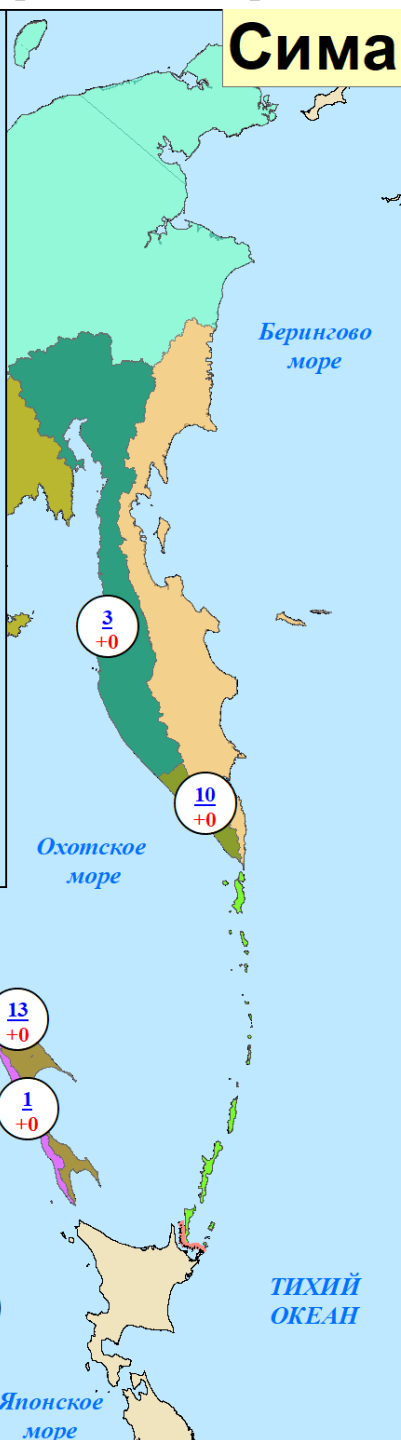 Сима
Берингово
море
3
+0
10
+0
Охотское
море
13
+0
1
+0
ТИХИЙ
ОКЕАН
Японское
море